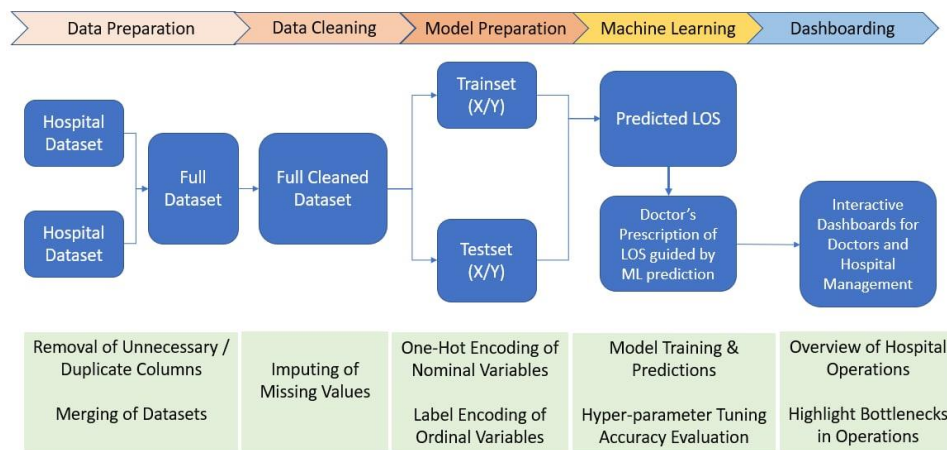 Data Preparation
Data Cleaning
Model Preparation
Machine Learning
Dashboarding
Hospital
Dataset
Hospital
Dataset
Full
Dataset
Full Cleaned
Dataset
Trainset
(X/Y)
Testset
(X/Y)
Predicted LOS
Doctor's
Prescription of
LOS guided by
ML prediction
Interactive
Dashboards for
Doctors and
Hospital
Management
Removal of Unnecessary /
Duplicate Columns
Merging of Datasets
Imputing of
Missing Values
One-Hot Encoding of
Nominal Variables
Label Encoding of
Ordinal Variables
Model Training &
Predictions
Hyper-parameter Tuning
Accuracy Evaluation
Overview of Hospital
Operations
Highlight Bottlenecks
in Operations